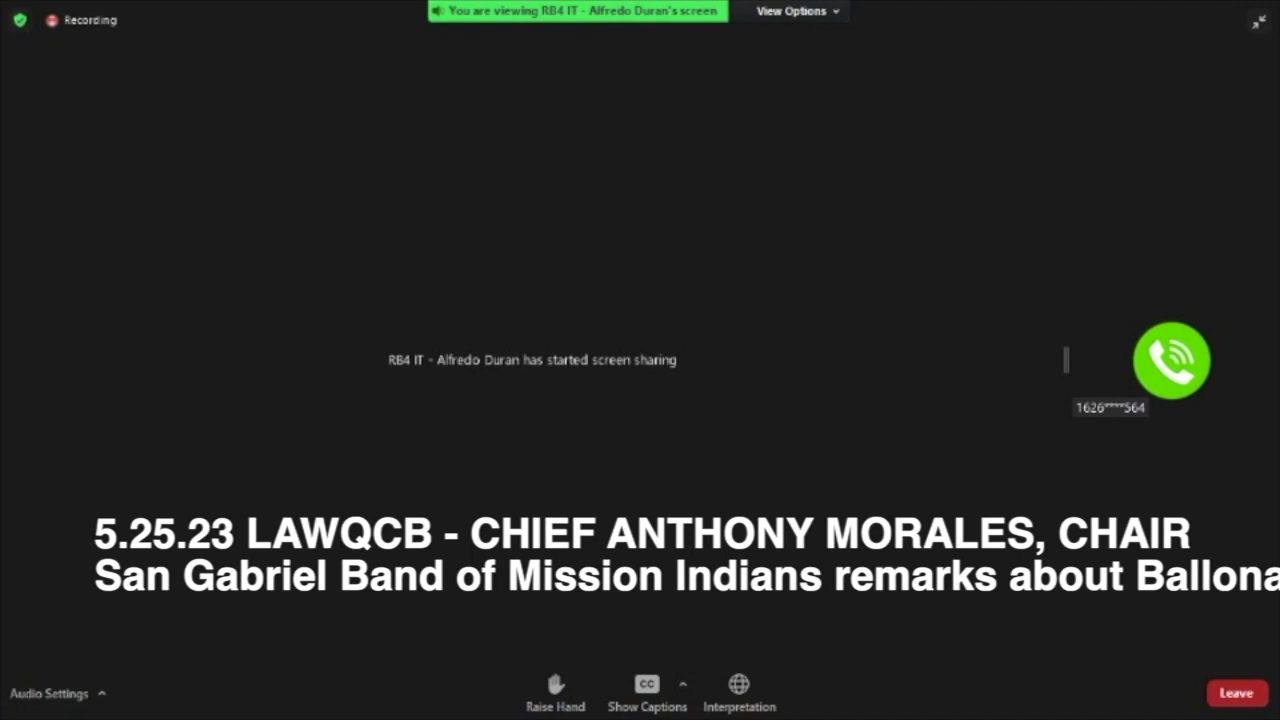 Recording
You are viewing RB4 IT - Alfredo Duran's screen
View Options
RB4 IT - Alfredo Duran has started screen sharing
1626****564
5.25.23 LAWQCB - CHIEF ANTHONY MORALES, CHAIR
San Gabriel Band of Mission Indians remarks about Ballona
Audio Settings
Raise Hand
CC
Show Captions
Interpretation
Leave